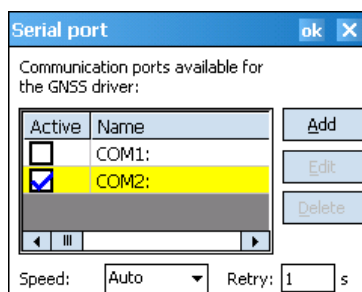 Serial port ok
Communication ports available for
the GNSS driver:
Active Name
COM1:
COM2:
Add
Edit
Delete
Speed: Auto Retry: 1 s